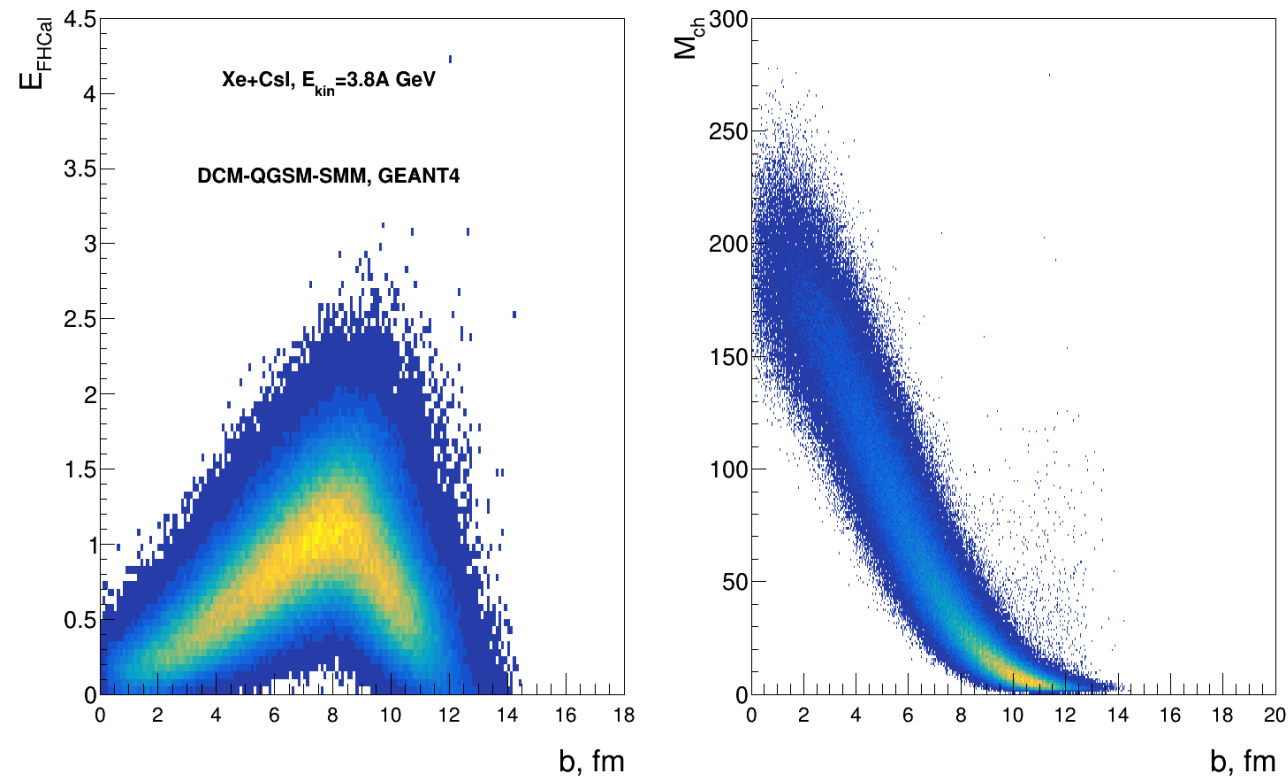 4.5
4
3.5
3
2.5
2
1.5
1
0.5
0
E_FHCal
Xe+CsI, E_kin=3.8A GeV
DCM-QGSM-SMM, GEANT4
0 2 4 6 8 10 12 14 16 18
b, fm
300
250
200
150
100
50
0
M_ch
0 2 4 6 8 10 12 14 16 18 20
b, fm